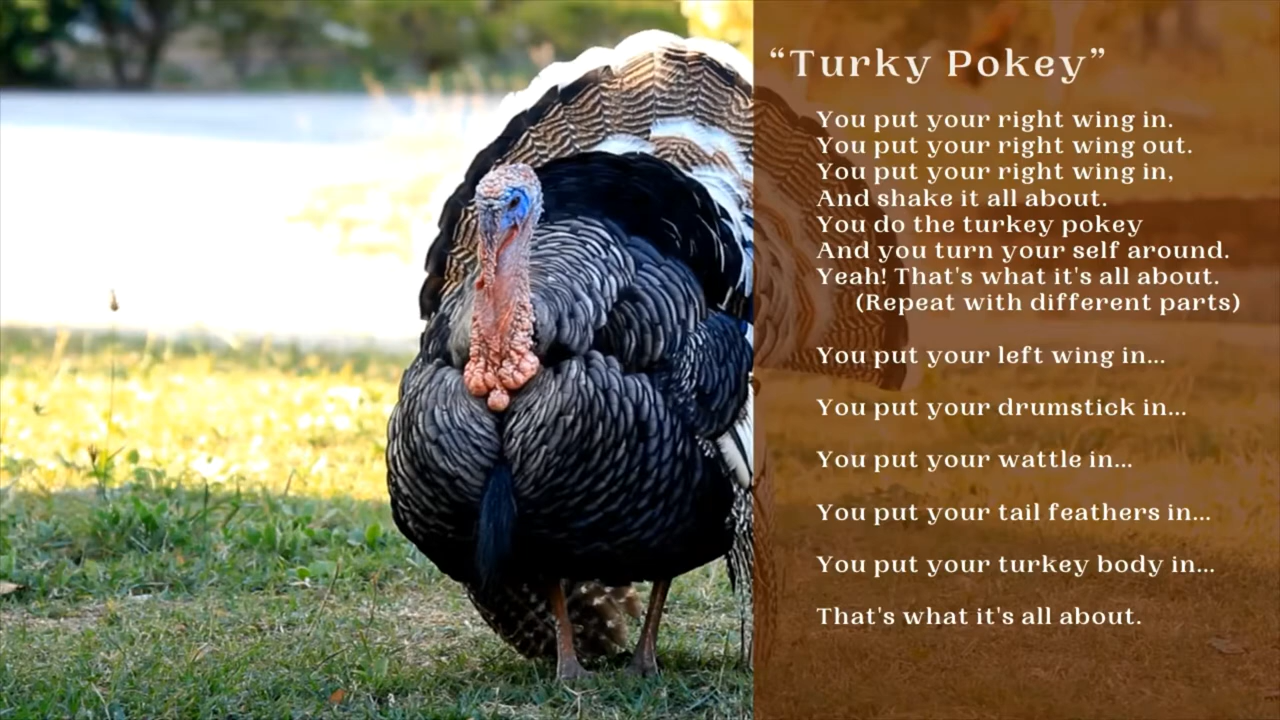 “Turky Pokey”
You put your right wing in.
You put your right wing out.
You put your right wing in,
And shake it all about.
You do the turkey pokey
And you turn your self around.
Yeah! That's what it's all about.
(Repeat with different parts)
You put your left wing in...
You put your drumstick in...
You put your wattle in...
You put your tail feathers in...
You put your turkey body in...
That's what it's all about.